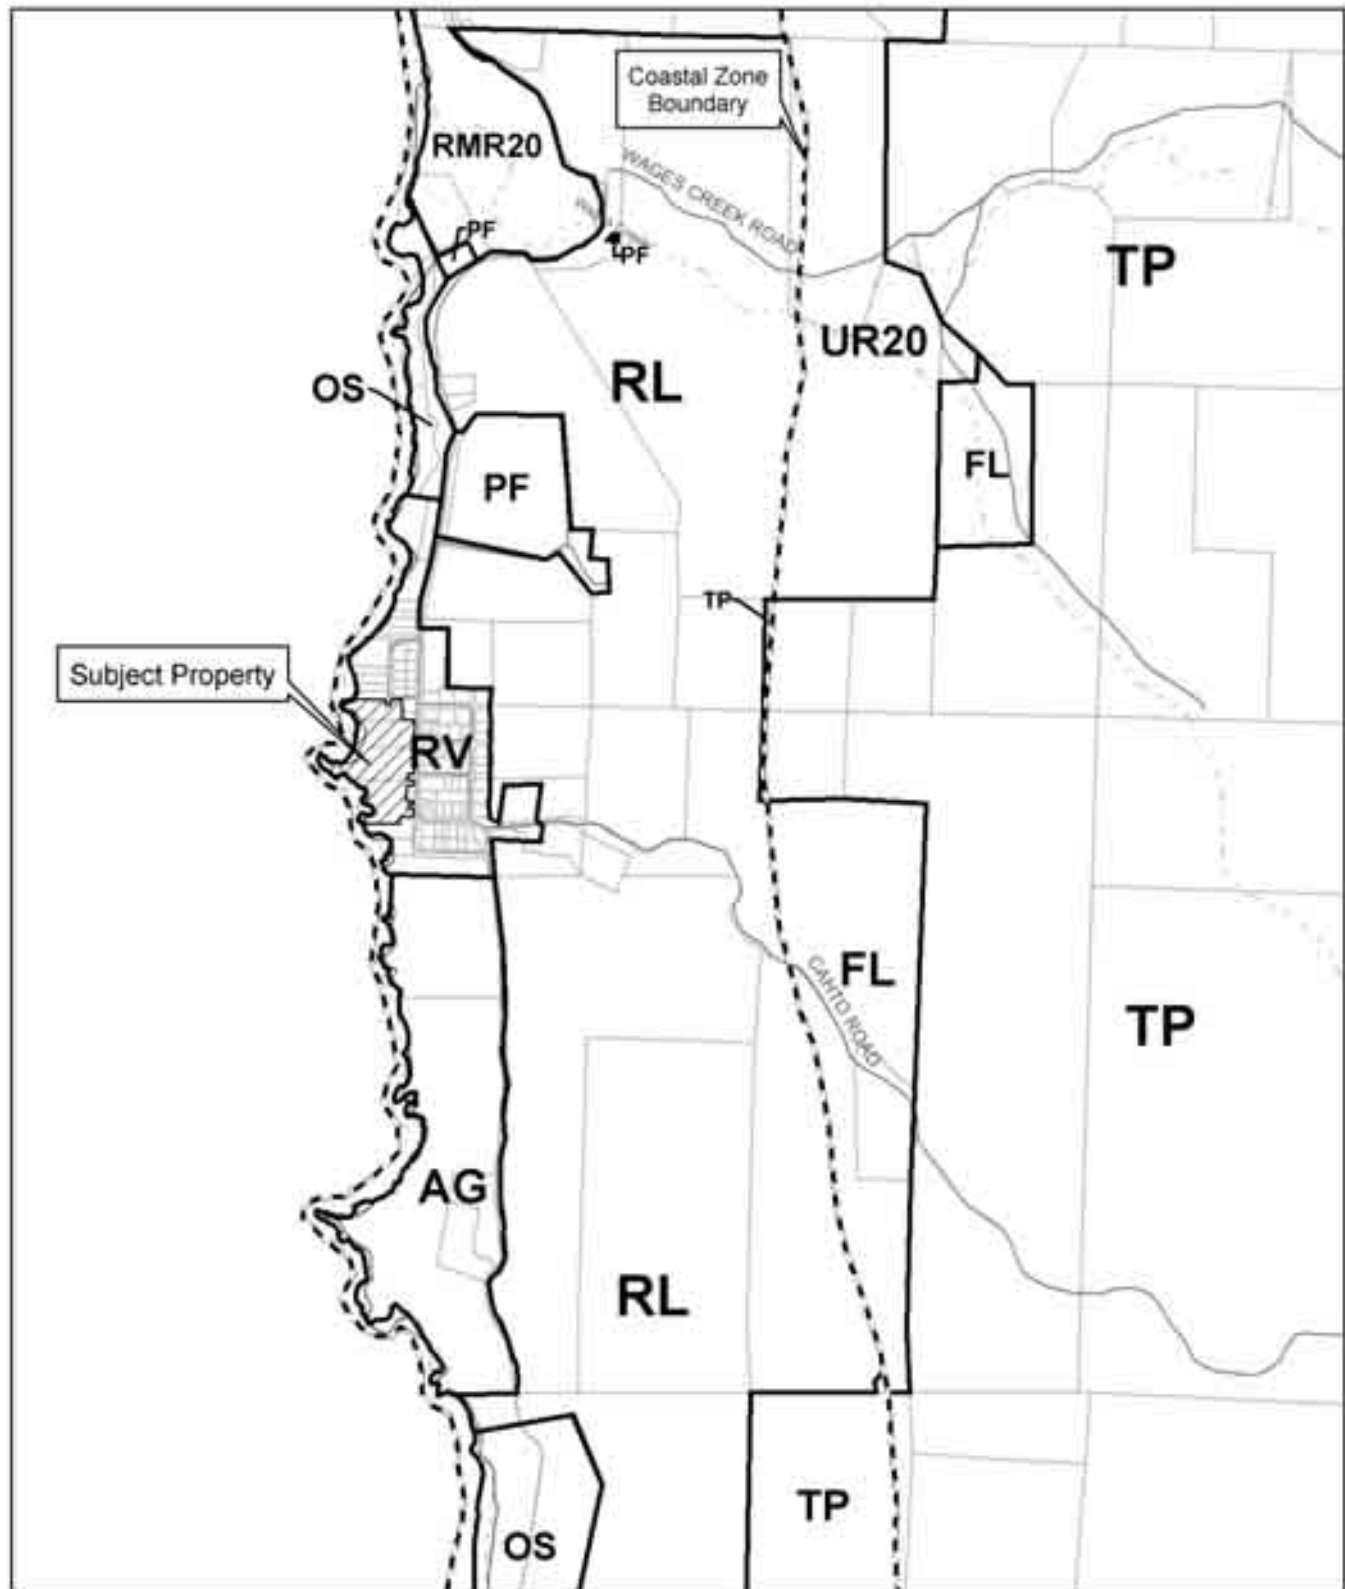 Coastal Zone
Boundary
RMR20
WAGES CREEK ROAD
PF
PF
TP
UR20
OS
RL
PF
FL
TP
Subject Property
RV
FL
CAHTO ROAD
TP
AG
RL
TP
OS